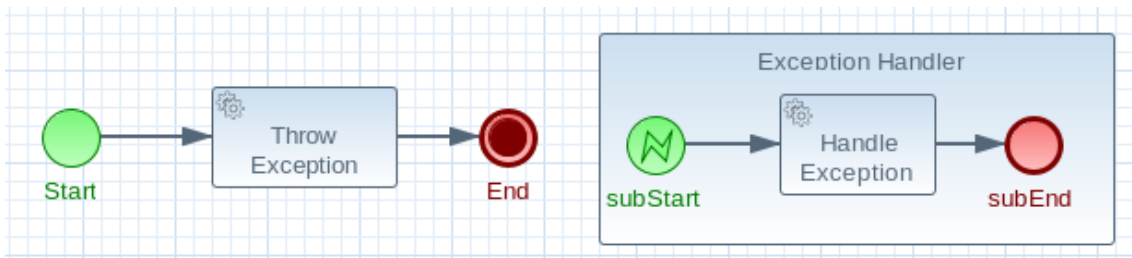 Start
Throw
Exception
End
Exception Handler
subStart
Handle
Exception
subEnd